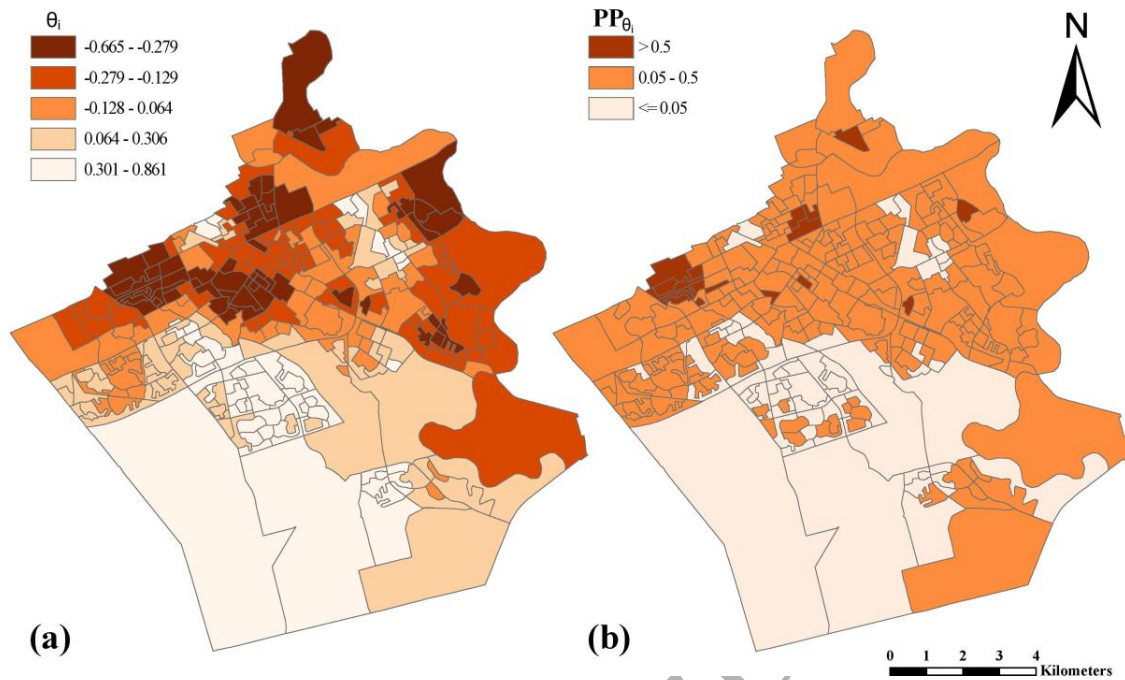 θi
-0.665 - -0.279
-0.279 - -0.129
-0.128 - 0.064
0.064 - 0.306
0.301 - 0.861
PPθi
> 0.5
0.05 - 0.5
<= 0.05
N
(a)
(b)
0 1 2 3 4
Kilometers